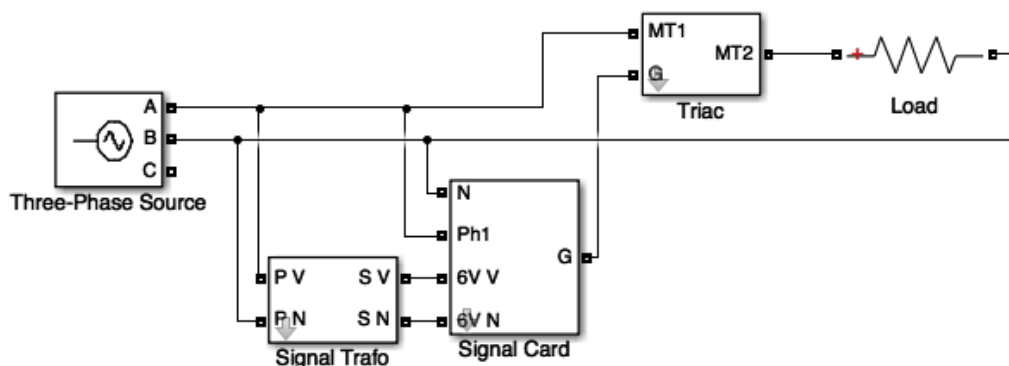 MT1
MT2
G
Triac
Load
A
B
C
Three-Phase Source
N
Ph1
G
6V V
6V N
Signal Card
P V
S V
P N
S N
Signal Trafo